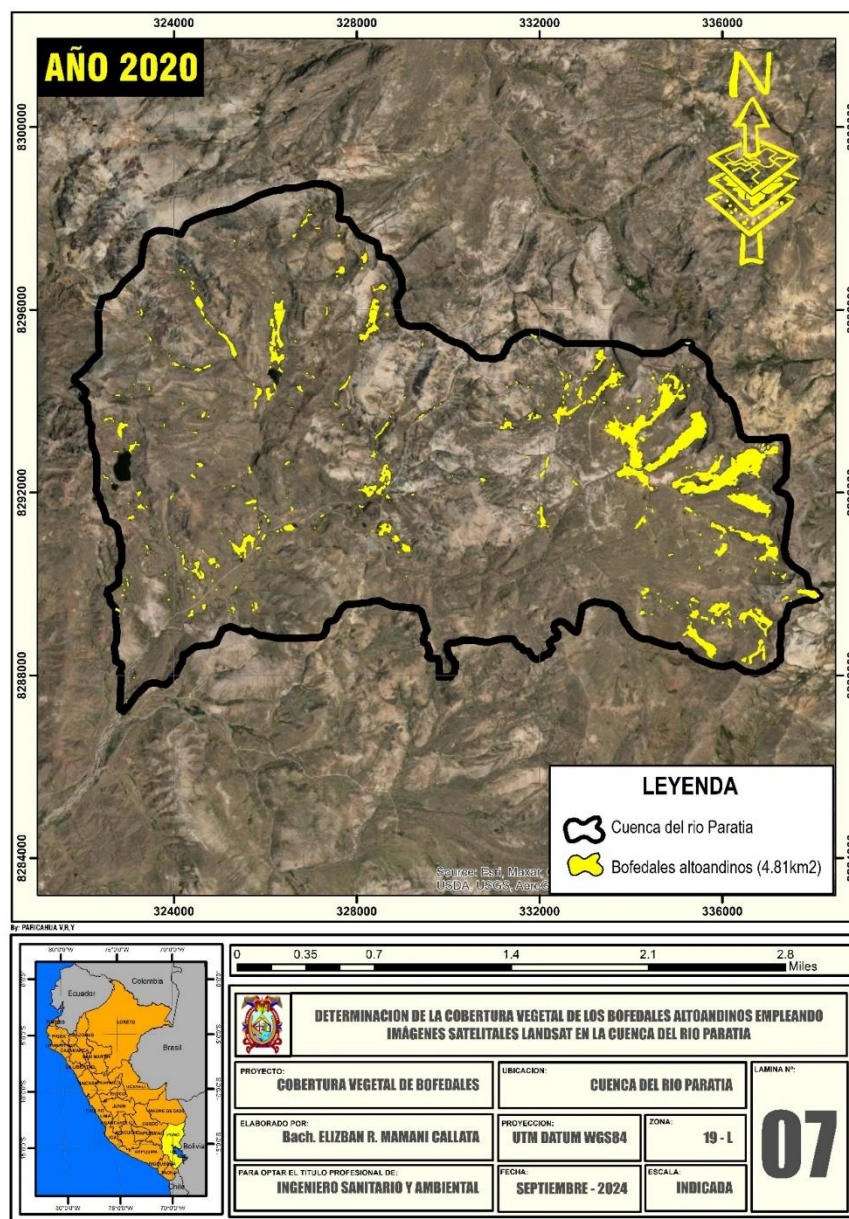 324000 328000 332000 336000
AÑO 2020
N
8300000
8296000
8292000
8288000
8284000
LEYENDA
Cuenca del rio Paratia
Bofedales altoandinos (4.81km2)
Source: Esri, Maxar,
USDA, USGS,
324000 328000 332000 336000
By: PARICAHUA V,R,Y
0 0.35 0.7 1.4 2.1 2.8
Miles
Colombia
Ecuador
LORETO
Brasil
Bolivia
Chile
DETERMINACION DE LA COBERTURA VEGETAL DE LOS BOFEDALES ALTOANDINOS EMPLEANDO
IMÁGENES SATELITALES LANDSAT EN LA CUENCA DEL RIO PARATIA
PROYECTO:
COBERTURA VEGETAL DE BOFEDALES
UBICACION:
CUENCA DEL RIO PARATIA
LAMINA Nº:
07
ELABORADO POR:
Bach. ELIZBAN R. MAMANI CALLATA
PROYECCION:
UTM DATUM WGS84
ZONA:
19 - L
PARA OPTAR EL TITULO PROFESIONAL DE:
INGENIERO SANITARIO Y AMBIENTAL
FECHA:
SEPTIEMBRE - 2024
ESCALA:
INDICADA